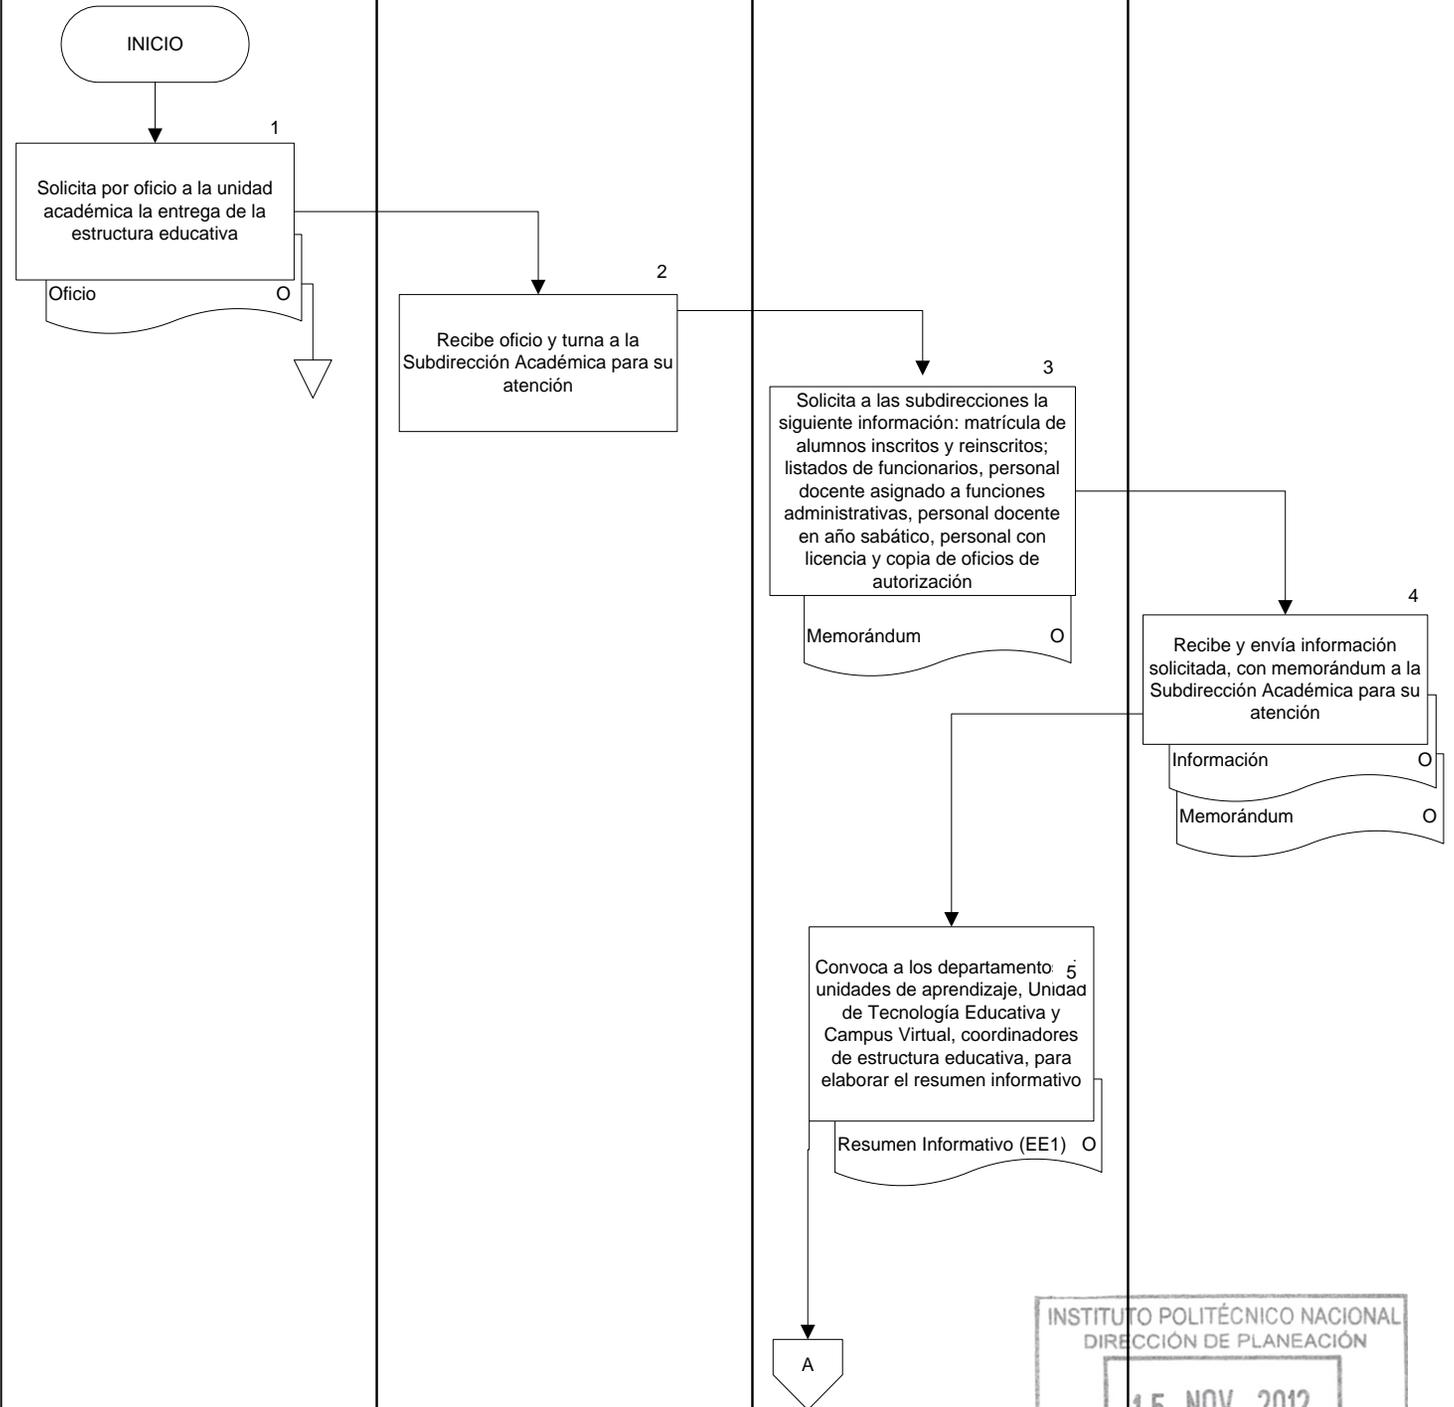 INICIO
1
Solicita por oficio a la unidad
académica la entrega de la
estructura educativa
Oficio O
2
Recibe oficio y turna a la
Subdirección Académica para su
atención
3
Solicita a las subdirecciones la
siguiente información: matrícula de
alumnos inscritos y reinscritos;
listados de funcionarios, personal
docente asignado a funciones
administrativas, personal docente
en año sabático, personal con
licencia y copia de oficios de
autorización
Memorándum O
4
Recibe y envía información
solicitada, con memorándum a la
Subdirección Académica para su
atención
Información O
Memorándum O
5
Convoca a los departamento
unidades de aprendizaje, Unidad
de Tecnología Educativa y
Campus Virtual, coordinadores
de estructura educativa, para
elaborar el resumen informativo
Resumen Informativo (EE1) O
A
INSTITUTO POLITÉCNICO NACIONAL
DIRECCIÓN DE PLANEACIÓN
15 NOV 2012